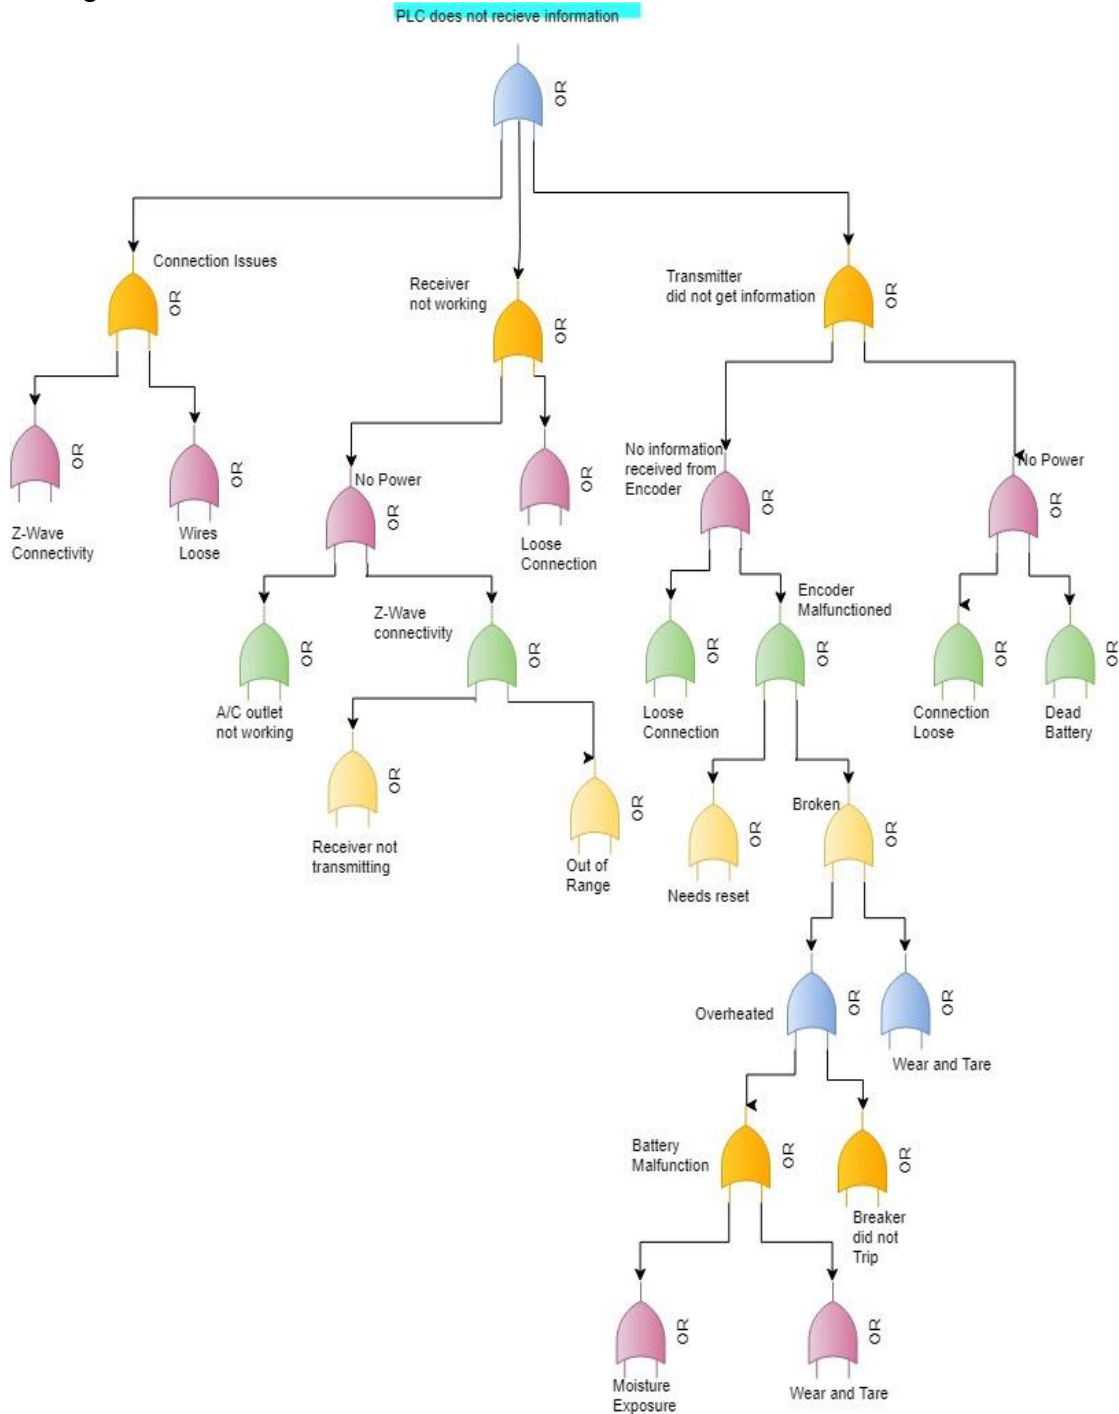 PLC does not recieve information
OR
Connection Issues
OR
Receiver
not working
OR
Transmitter
did not get information
OR
OR
Z-Wave
Connectivity
OR
Wires
Loose
No Power
OR
OR
Loose
Connection
No information
received from
Encoder
OR
No Power
OR
OR
A/C outlet
not working
Z-Wave
connectivity
OR
OR
Loose
Connection
Encoder
Malfunctioned
OR
OR
Connection
Loose
OR
Dead
Battery
OR
Receiver not
transmitting
OR
Out of
Range
OR
Needs reset
Broken
OR
Overheated
OR
OR
Wear and Tare
Battery
Malfunction
OR
OR
Breaker
did not
Trip
OR
Moisture
Exposure
OR
Wear and Tare